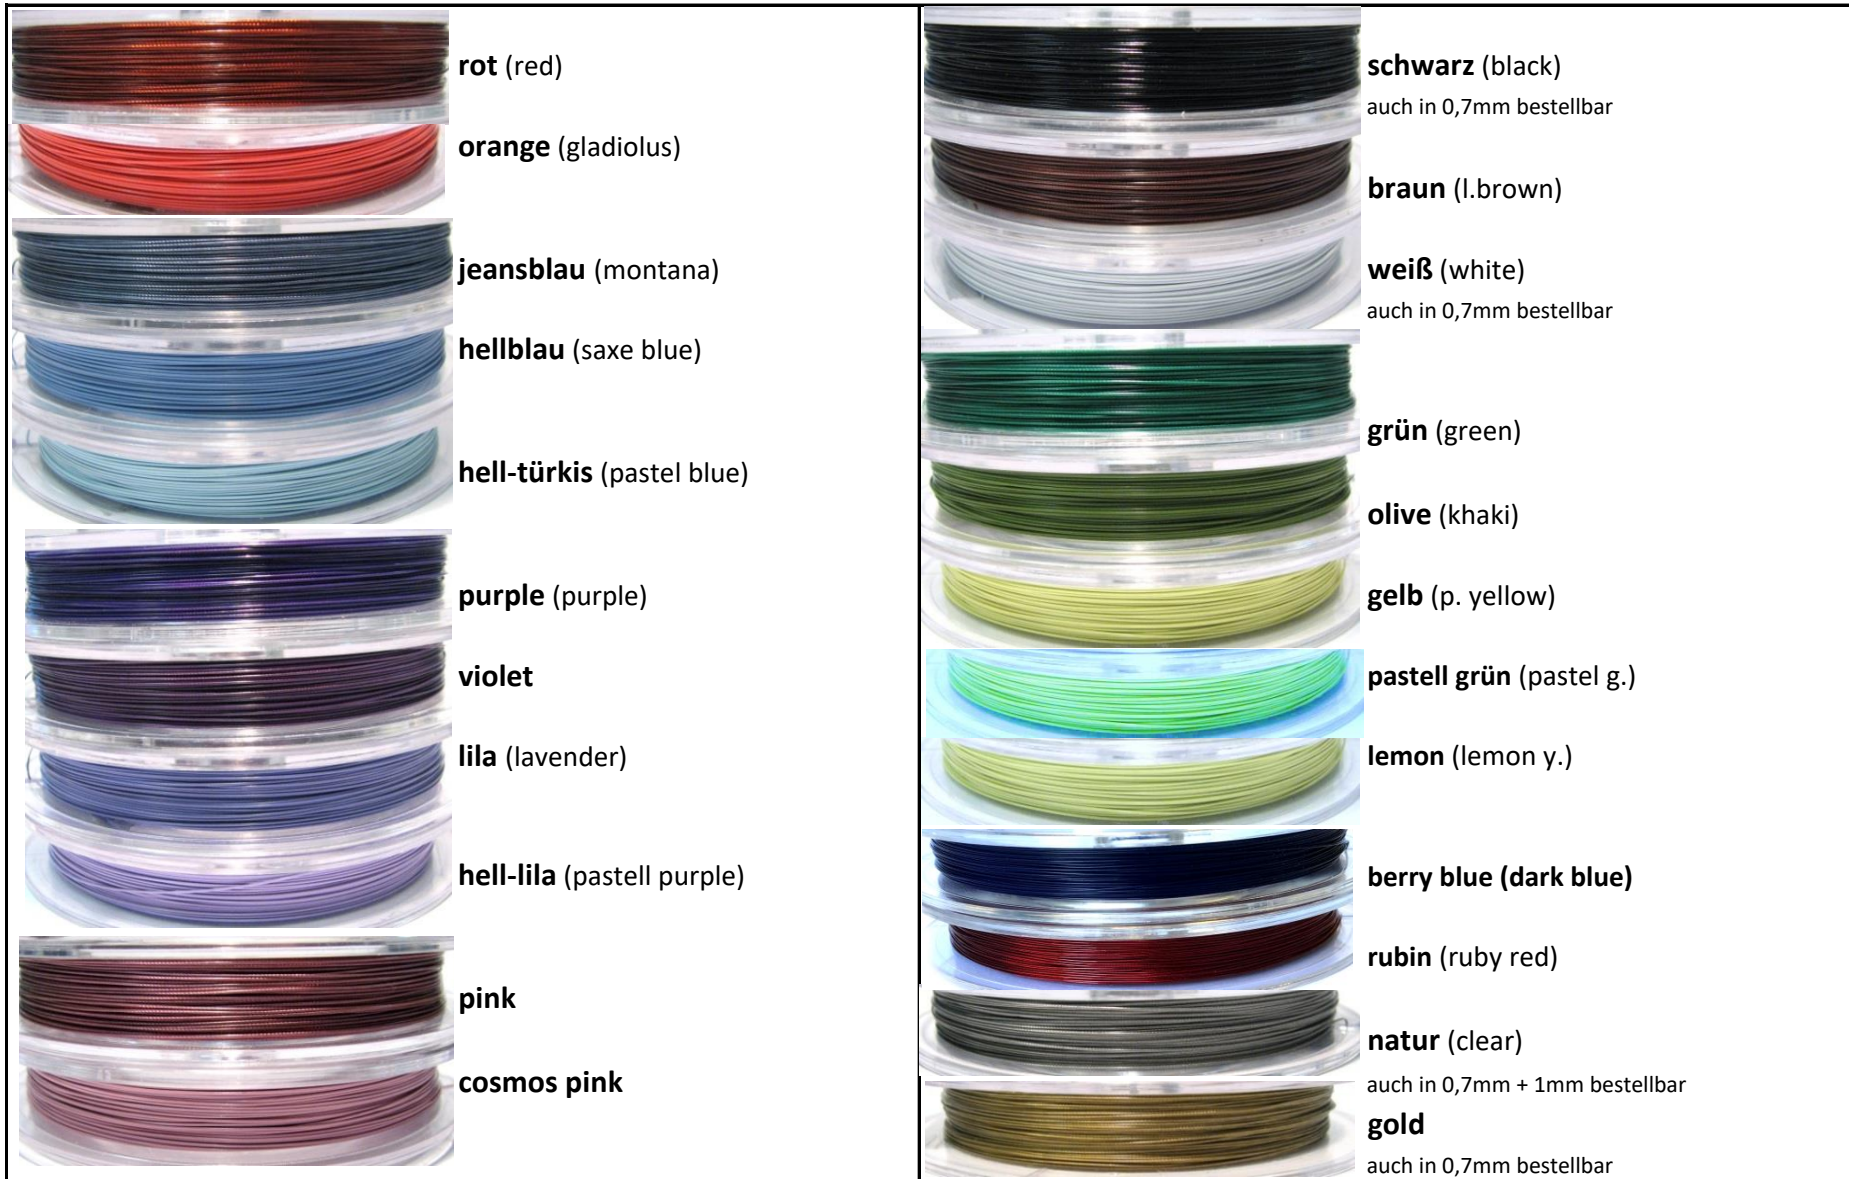 rot (red)
orange (gladiolus)
jeansblau (montana)
hellblau (saxe blue)
hell-türkis (pastel blue)
purple (purple)
violet
lila (lavender)
hell-lila (pastell purple)
pink
cosmos pink
schwarz (black)
auch in 0,7mm bestellbar
braun (l.brown)
weiß (white)
auch in 0,7mm bestellbar
grün (green)
olive (khaki)
gelb (p. yellow)
pastell grün (pastel g.)
lemon (lemon y.)
berry blue (dark blue)
rubin (ruby red)
natur (clear)
auch in 0,7mm + 1mm bestellbar
gold
auch in 0,7mm bestellbar